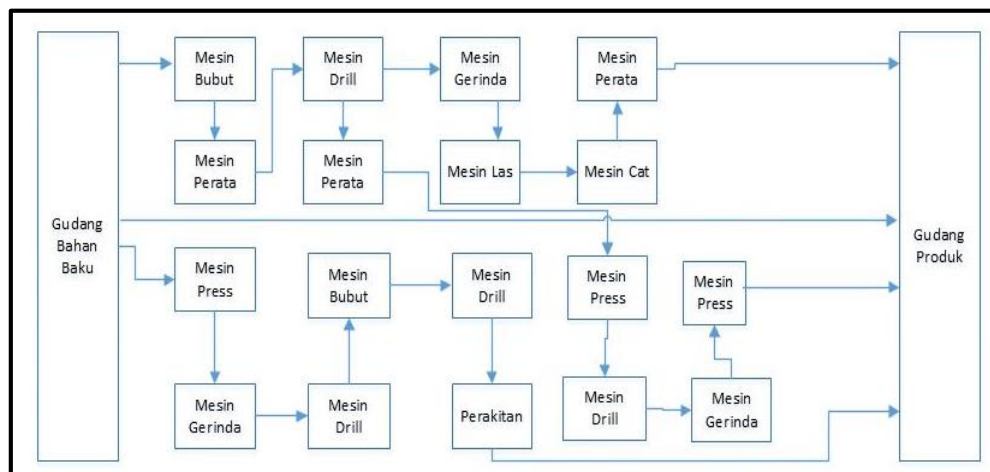 Gudang
Bahan
Baku
Mesin
Bubut
Mesin
Perata
Mesin
Drill
Mesin
Perata
Mesin
Gerinda
Mesin Las
Mesin
Perata
Mesin Cat
Mesin
Press
Mesin
Gerinda
Mesin
Bubut
Mesin
Drill
Mesin
Drill
Perakitan
Mesin
Press
Mesin
Drill
Mesin
Press
Mesin
Gerinda
Gudang
Produk